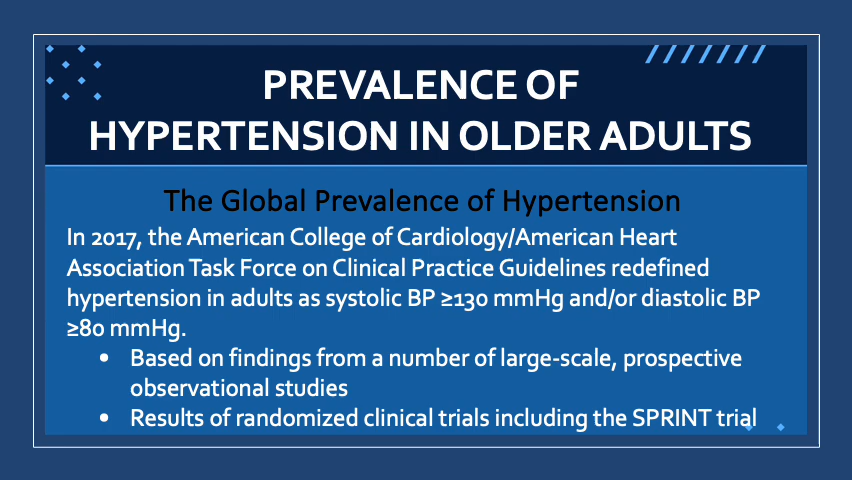 PREVALENCE OF
HYPERTENSION IN OLDER ADULTS
The Global Prevalence of Hypertension
In 2017, the American College of Cardiology/American Heart
Association Task Force on Clinical Practice Guidelines redefined
hypertension in adults as systolic BP ≥130 mmHg and/or diastolic BP
≥80 mmHg.
• Based on findings from a number of large-scale, prospective
observational studies
• Results of randomized clinical trials including the SPRINT trial